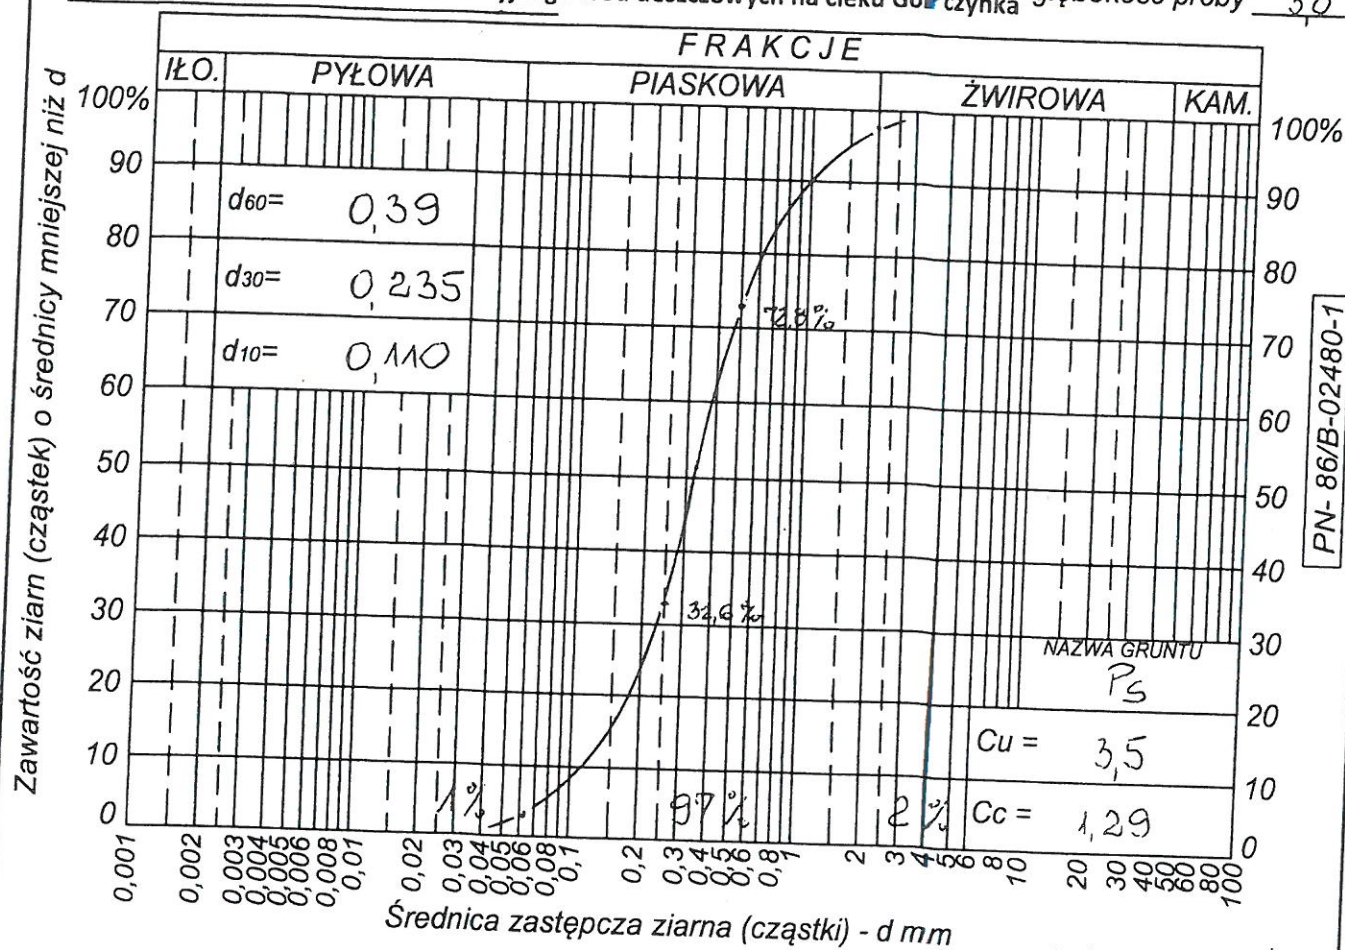 deszczowych na cieku Go czynka głębokość próby 30
FRAKCJE
IŁO. PYŁOWA PIASKOWA ŻWIROWA KAM.
Zawartość ziarn (cząstek) o średnicy mniejszej niż d
100% 100%
90 90
d60= 0,39
80 80
d30= 0,235
70 72,8% 70
d10= 0,110
60 60
50 50
40 40
30 31,6% 30
NAZWA GRUNTU
Ps
20 20
Cu = 3,5
10 10
1% 97% 2% Cc = 1,29
0 0
0,001 0,002 0,003 0,004 0,005 0,006 0,008 0,01 0,02 0,03 0,04 0,05 0,06 0,08 0,1 0,2 0,3 0,4 0,5 0,6 0,8 1 2 3 4 5 6 8 10 20 30 40 50 60 80 100
Średnica zastępcza ziarna (cząstki) - d mm
PN- 86/B-02480-1